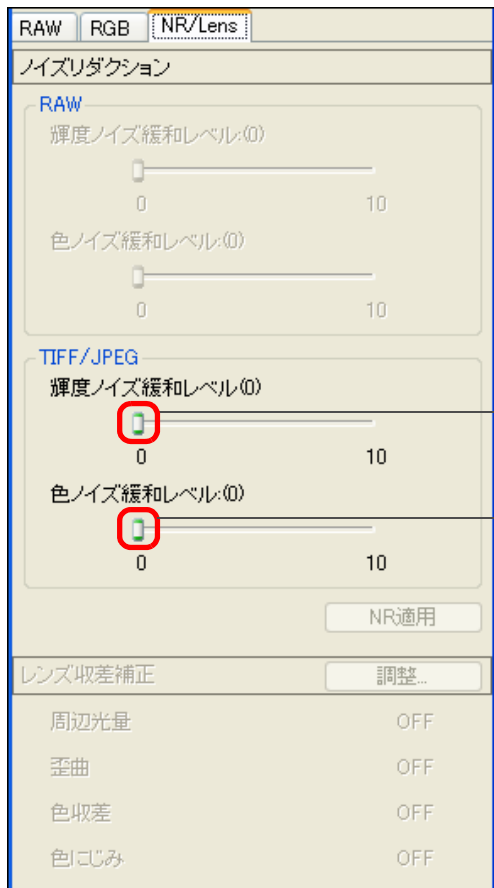 RAW RGB NR/Lens
ノイズリダクション
RAW
輝度ノイズ緩和レベル:(0)
0 10
色ノイズ緩和レベル:(0)
0 10
TIFF/JPEG
輝度ノイズ緩和レベル(0)
0 10
色ノイズ緩和レベル:(0)
0 10
NR適用
レンズ収差補正 調整...
周辺光量 OFF
歪曲 OFF
色収差 OFF
色にじみ OFF